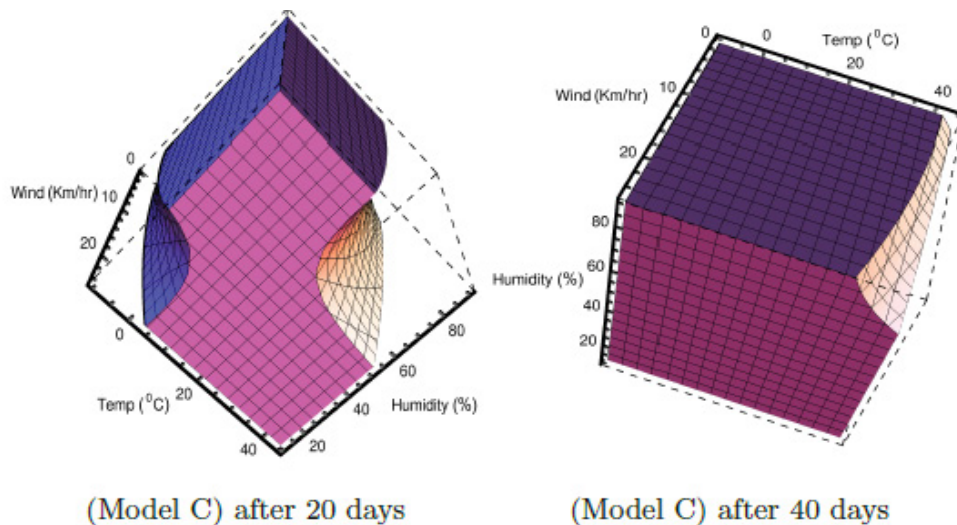 0
Wind (Km/hr) 10
20
0
20
Temp (⁰C)
40
80
60
40
Humidity (%)
20
0
0
Temp (⁰C)
20
40
Wind (Km/hr)
10
20
80
Humidity (%)
60
40
20
(Model C) after 20 days
(Model C) after 40 days